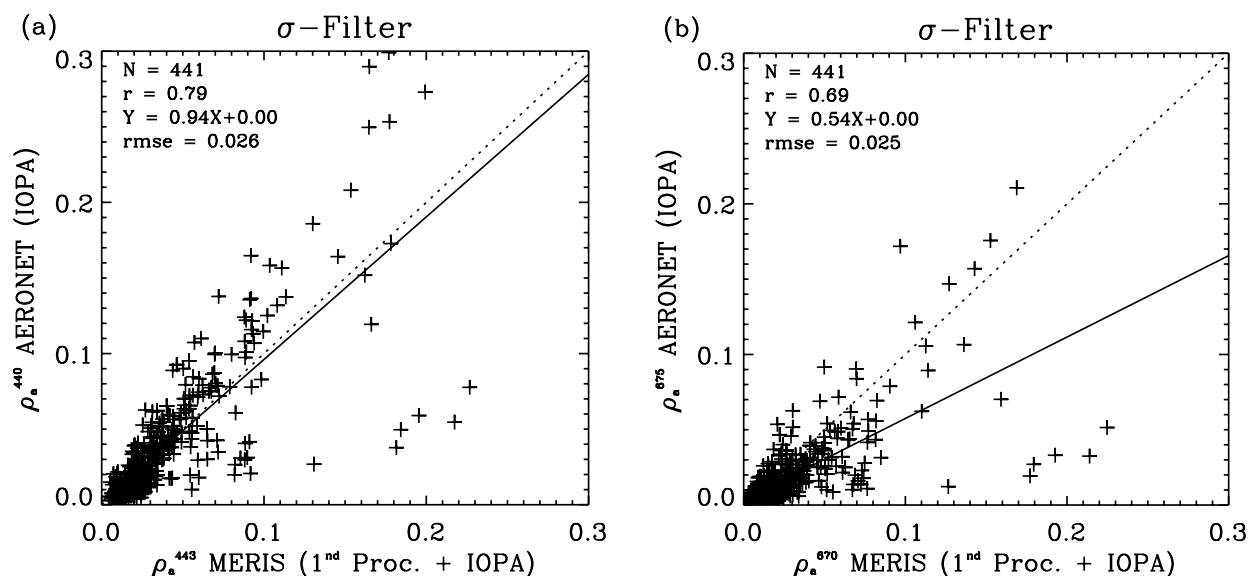 (a)
σ–Filter
N = 441
r = 0.79
Y = 0.94X+0.00
rmse = 0.026
0.3
0.2
0.1
0.0
0.0 0.1 0.2 0.3
ρₐ⁴⁴⁰ AERONET (IOPA)
ρₐ⁴⁴³ MERIS (1ⁿᵈ Proc. + IOPA)
(b)
σ–Filter
N = 441
r = 0.69
Y = 0.54X+0.00
rmse = 0.025
0.3
0.2
0.1
0.0
0.0 0.1 0.2 0.3
ρₐ⁶⁷⁵ AERONET (IOPA)
ρₐ⁶⁷⁰ MERIS (1ⁿᵈ Proc. + IOPA)